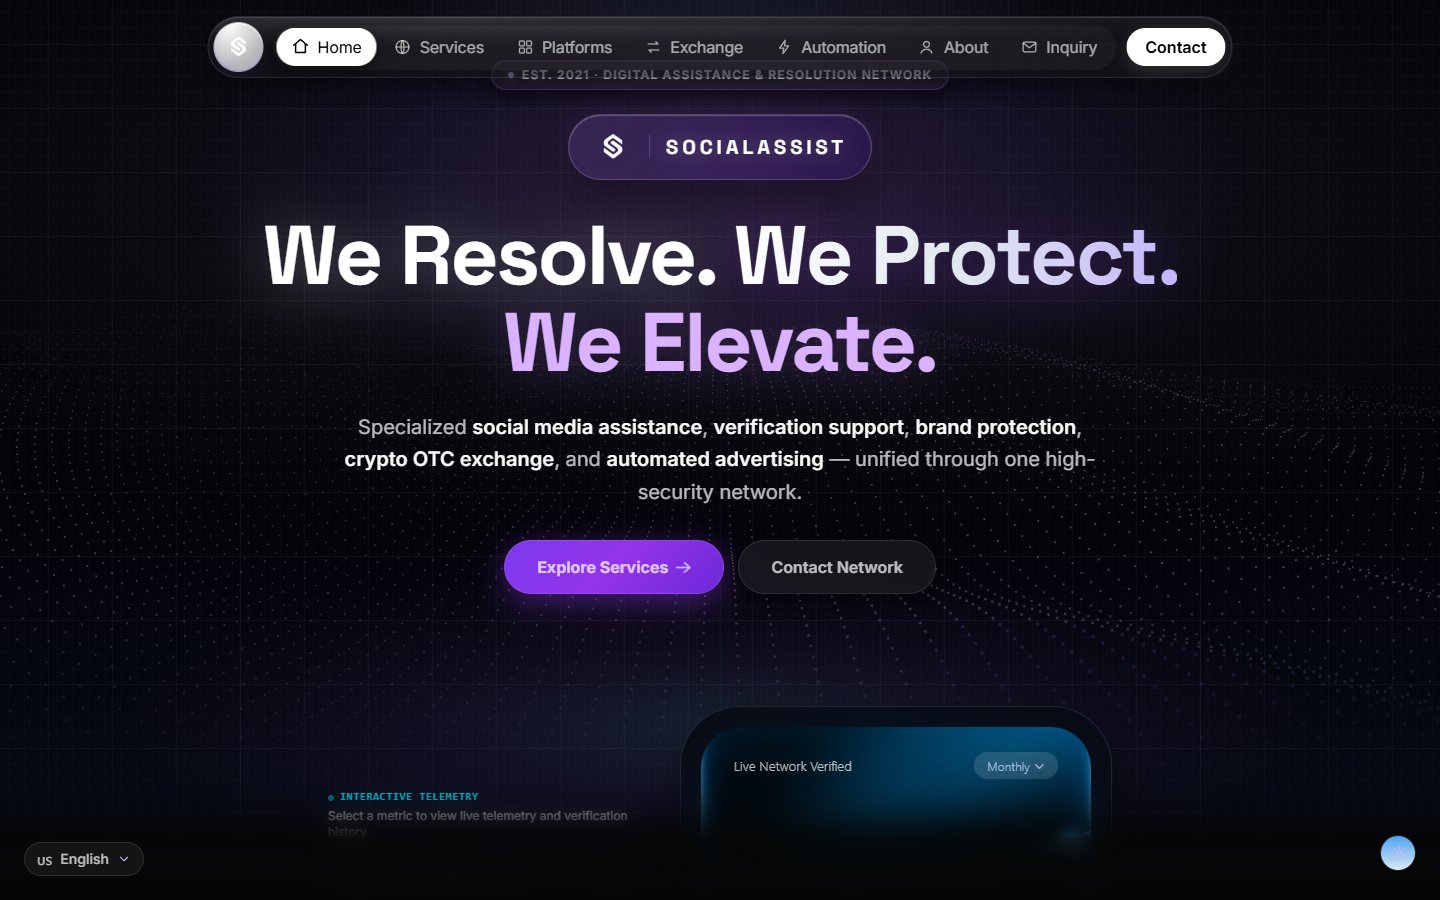 Home
Services
Platforms
Exchange
Automation
About
Inquiry
Contact
EST. 2021 · DIGITAL ASSISTANCE & RESOLUTION NETWORK
SOCIALASSIST
We Resolve. We Protect.
We Elevate.
Specialized social media assistance, verification support, brand protection,
crypto OTC exchange, and automated advertising — unified through one high-
security network.
Explore Services →
Contact Network
Live Network Verified
Monthly
INTERACTIVE TELEMETRY
Select a metric to view live telemetry and verification
history
US English